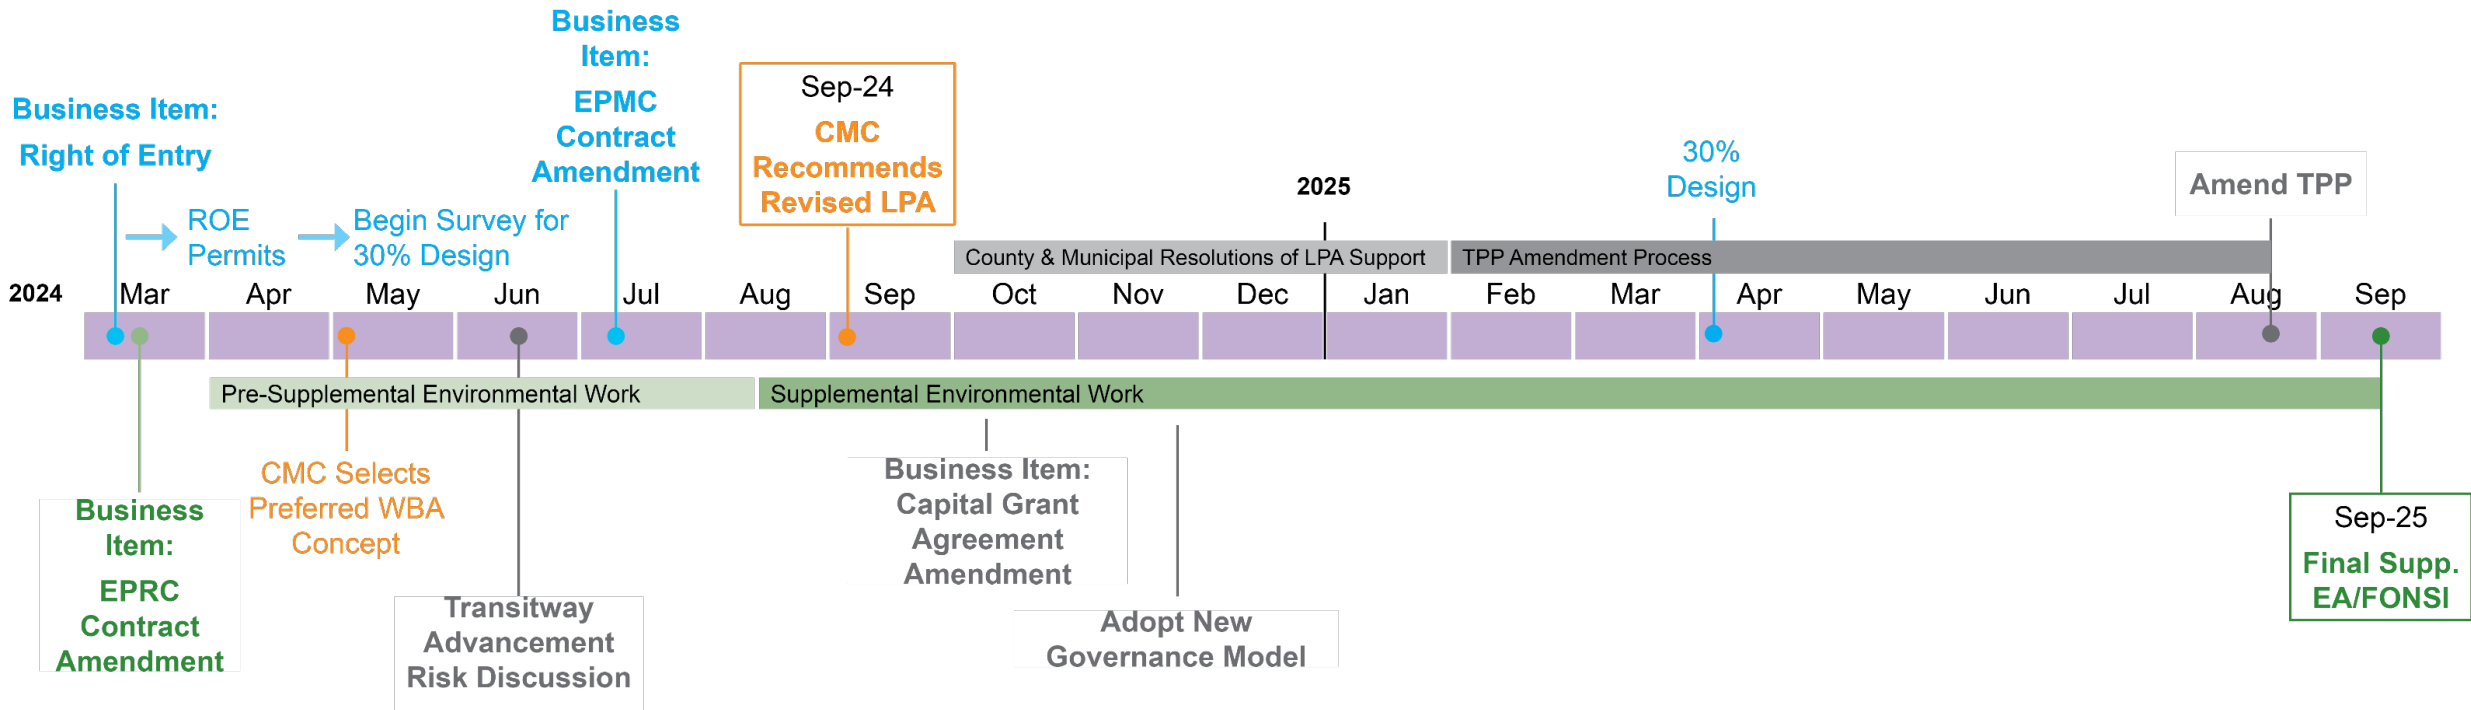 Business Item:
Right of Entry
ROE
Permits
Begin Survey for
30% Design
Business
Item:
EPMC
Contract
Amendment
Sep-24
CMC
Recommends
Revised LPA
2025
30%
Design
Amend TPP
County & Municipal Resolutions of LPA Support
TPP Amendment Process
2024
Mar
Apr
May
Jun
Jul
Aug
Sep
Oct
Nov
Dec
Jan
Feb
Mar
Apr
May
Jun
Jul
Aug
Sep
Pre-Supplemental Environmental Work
Supplemental Environmental Work
Business
Item:
EPRC
Contract
Amendment
CMC Selects
Preferred WBA
Concept
Transitway
Advancement
Risk Discussion
Business Item:
Capital Grant
Agreement
Amendment
Adopt New
Governance Model
Sep-25
Final Supp.
EA/FONSI